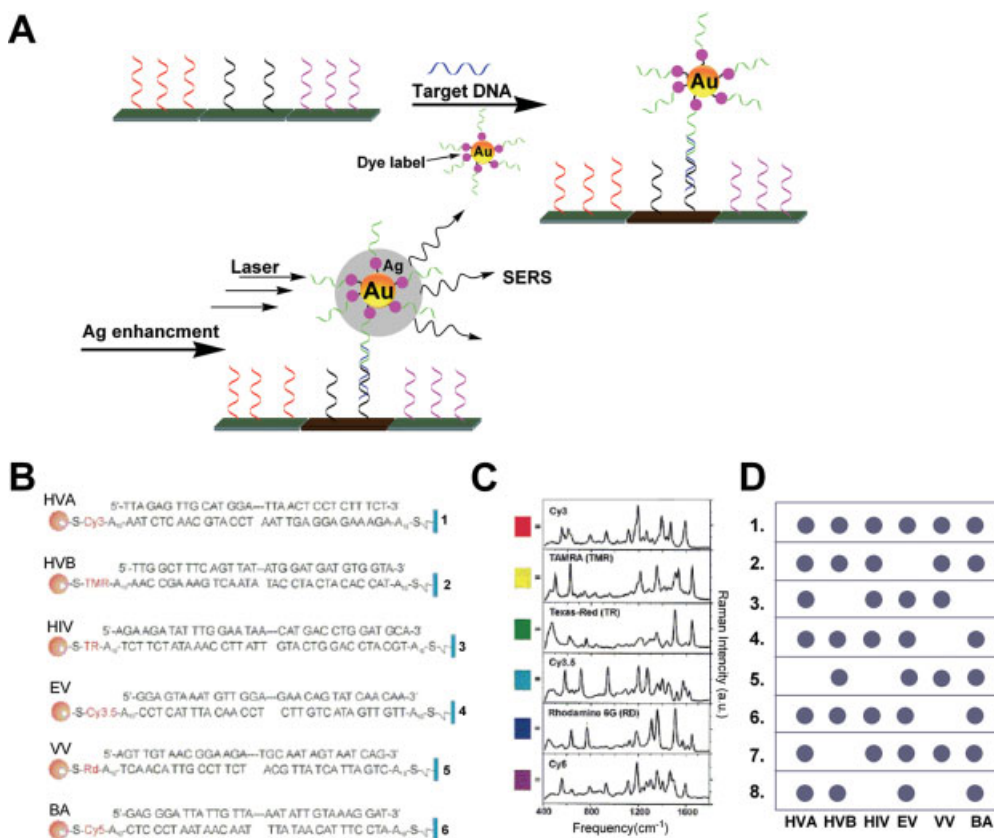 A
Target DNA
Au
Dye label
Au
Laser
Ag
Au
SERS
Ag enhancment
B
HVA
5'-TTA GAG TTG CAT GGA---TTA ACT CCT CTT TCT-3'
S-Cy3-A10-AAT CTC AAC GTA CCT AAT TGA GGA GAA AGA-A10-S 1
HVB
5'-TTG GCT TTC AGT TAT--ATG GAT GAT GTG GTA-3'
S-TMR-A10-AAC CGA AAG TCA ATA TAC CTA CTA CAC CAT-A10-S 2
HIV
5'-AGA AGA TAT TTG GAA TAA---CAT GAC CTG GAT GCA-3'
S-TR-A10-TCT TCT ATA AAC CTT ATT GTA CTG GAC CTA CGT-A10-S 3
EV
5'-GGA GTA AAT GTT GGA---GAA CAG TAT CAA CAA-3'
S-Cy3.5-A10-CCT CAT TTA CAA CCT CTT GTC ATA GTT GTT-A10-S 4
VV
5'-AGT TGT AAC GGA AGA---TGC AAT AGT AAT CAG-3'
S-Rd-A10-TCA ACA TTG CCT TCT ACG TTA TCA TTA GTC-A10-S 5
BA
5'-GAG GGA TTA TTG TTA---AAT ATT GTA AAG GAT-3'
S-Cy5-A10-CTC CCT AAT AAC AAT TTA TAA CAT TTC CTA-A10-S 6
C
Cy3
TAMRA (TMR)
Texas-Red (TR)
Cy3.5
Rhodamine 6G (RD)
Cy5
400 800 1200 1600
Frequency(cm-1)
Raman Intencity (a.u.)
D
1.
2.
3.
4.
5.
6.
7.
8.
HVA HVB HIV EV VV BA